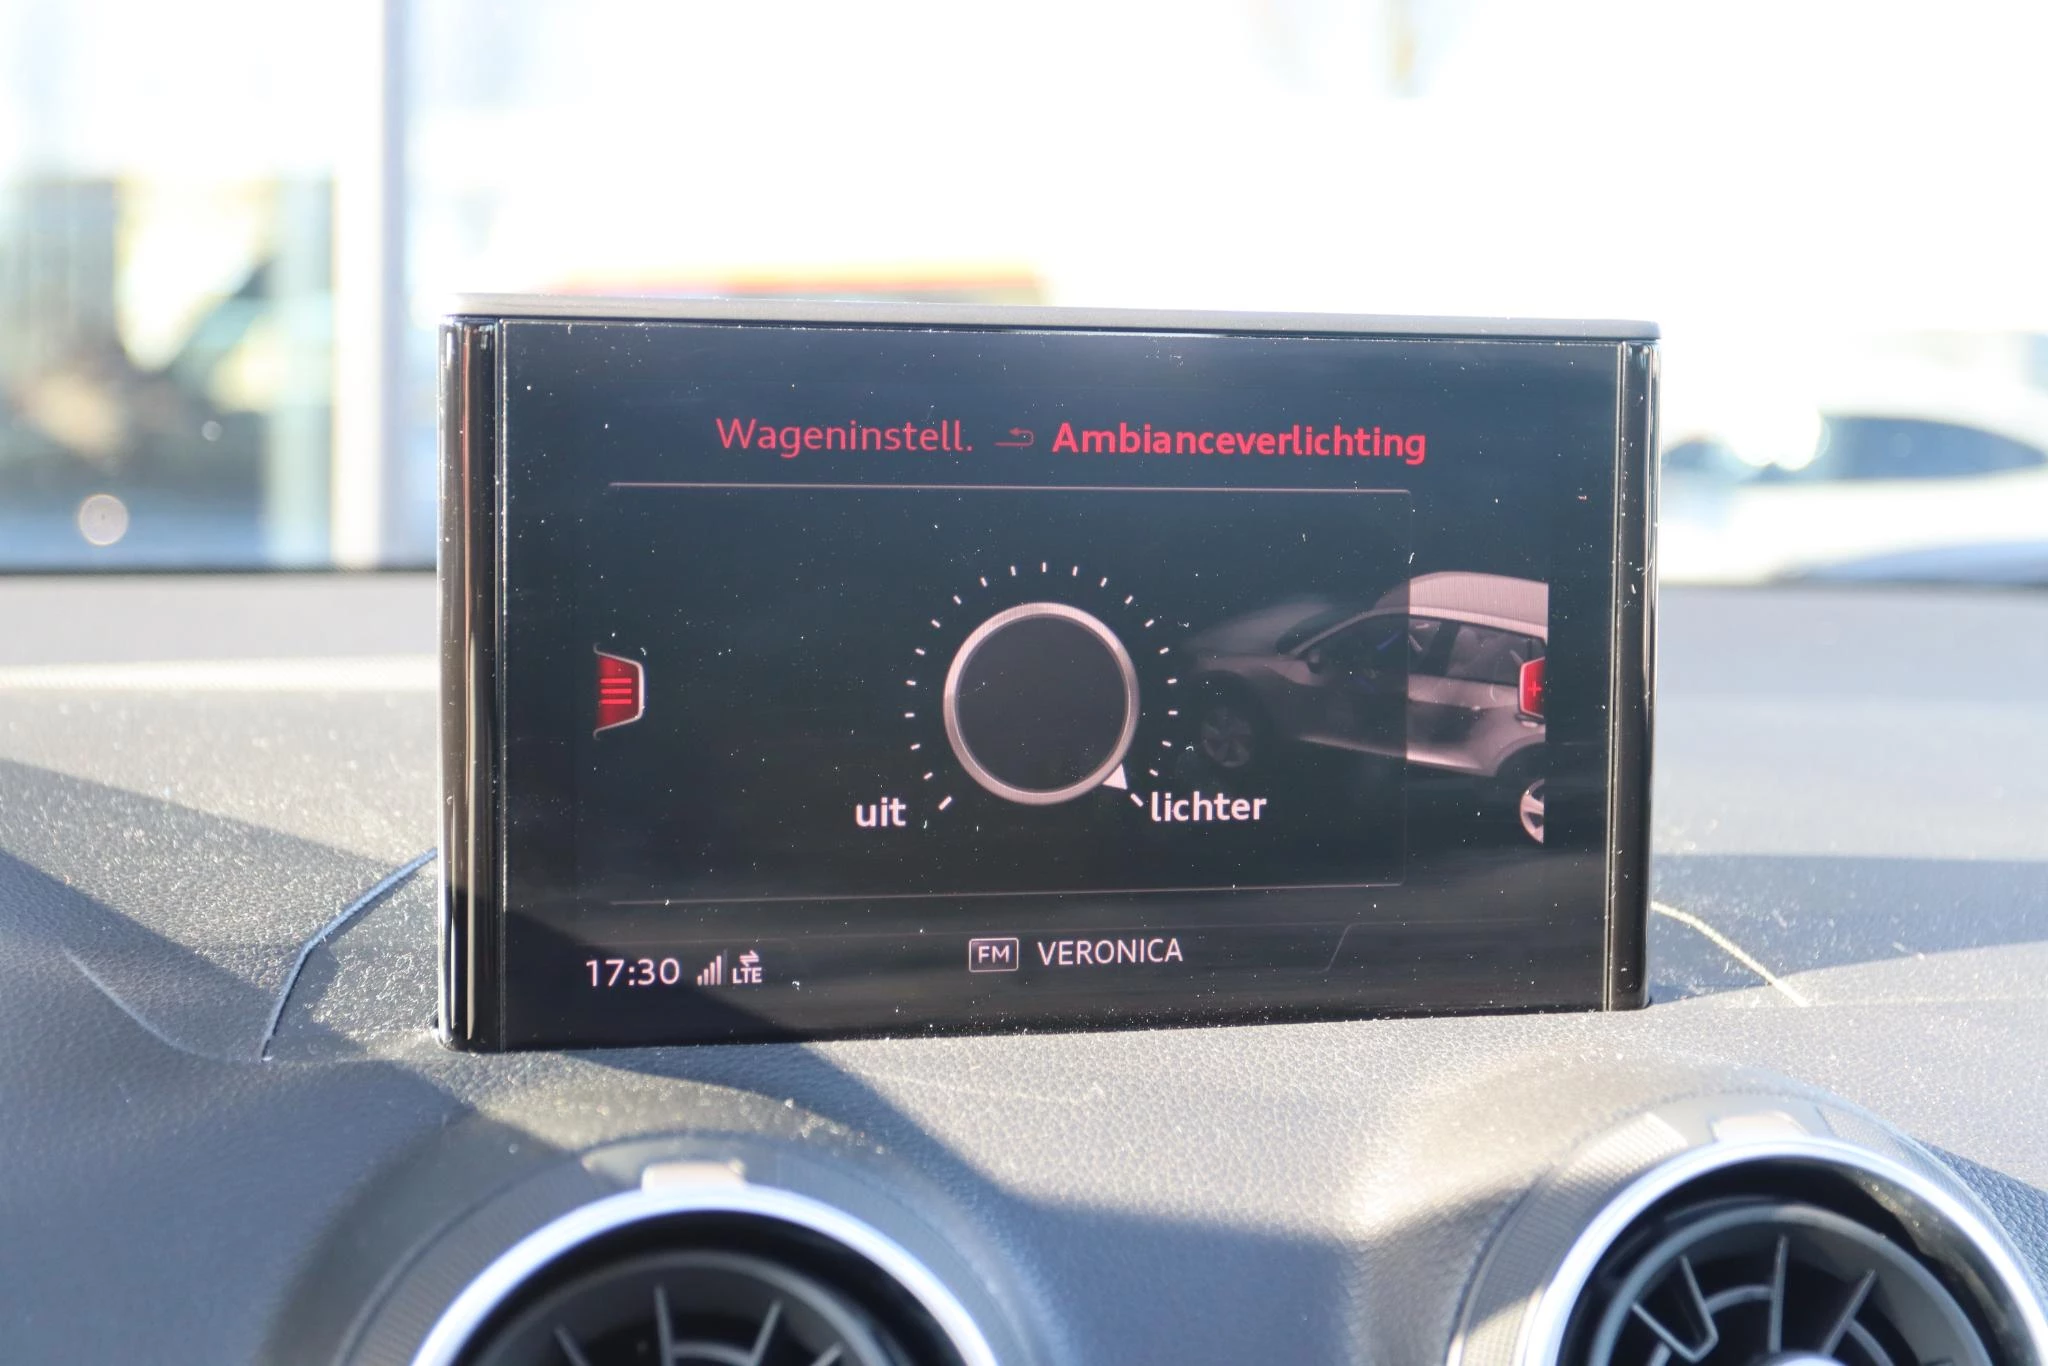 Wageninstell. Ambianceverlichting
uit lichter
17:30 LTE FM VERONICA